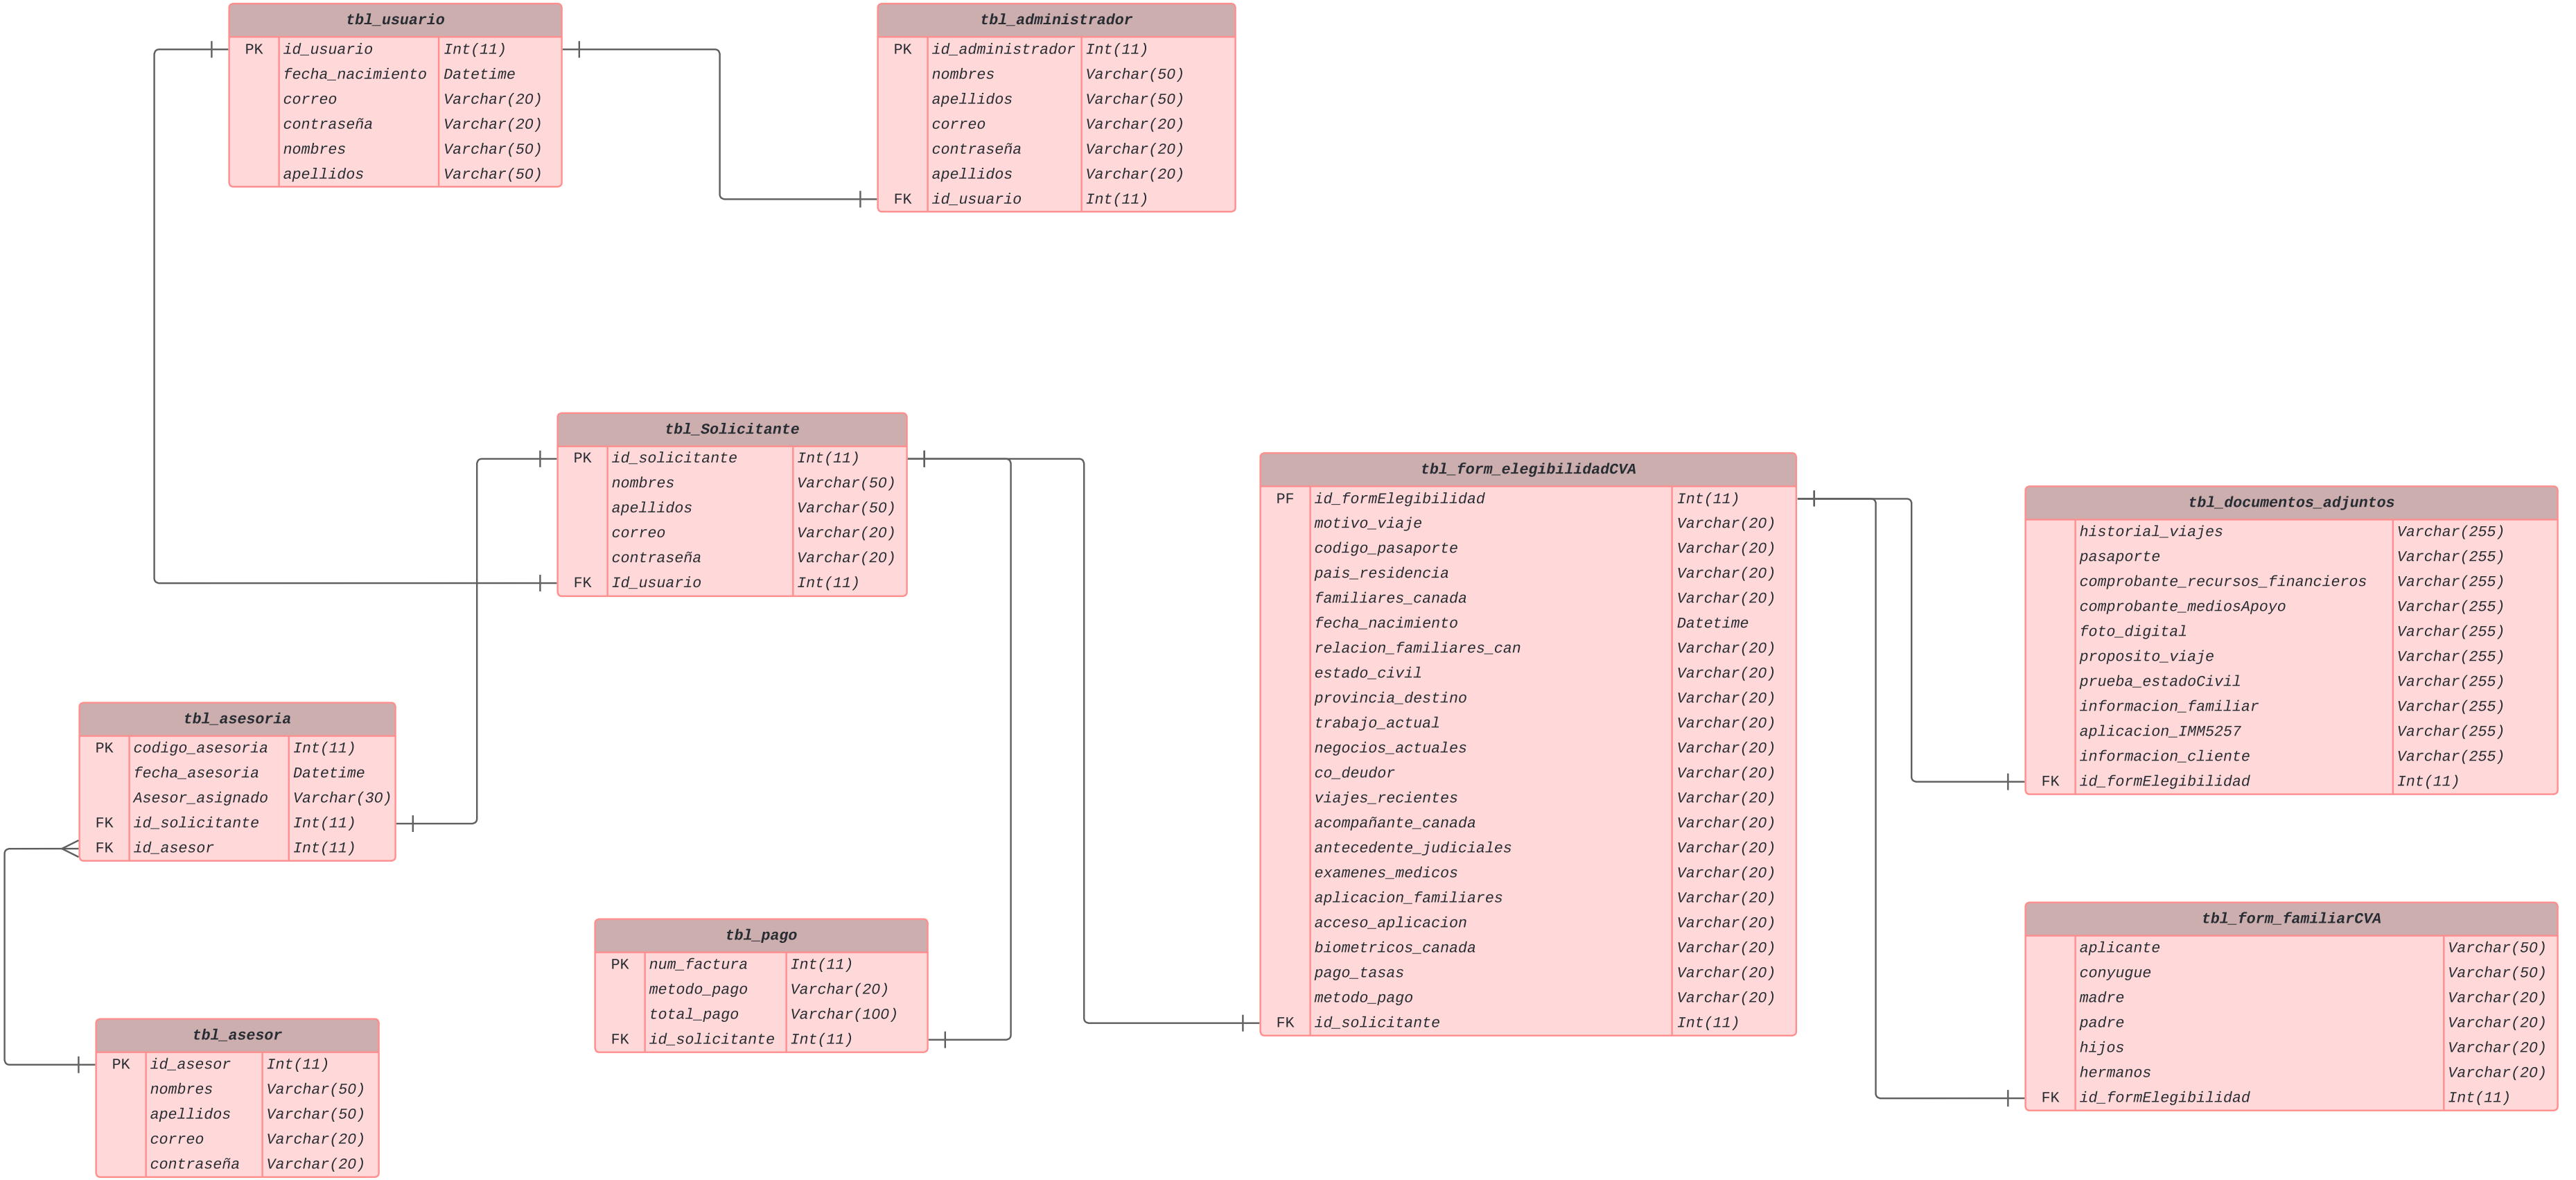 tbl_usuario
PK id_usuario Int(11)
fecha_nacimiento Datetime
correo Varchar(20)
contraseña Varchar(20)
nombres Varchar(50)
apellidos Varchar(50)
tbl_administrador
PK id_administrador Int(11)
nombres Varchar(50)
apellidos Varchar(50)
correo Varchar(20)
contraseña Varchar(20)
apellidos Varchar(20)
FK id_usuario Int(11)
tbl_Solicitante
PK id_solicitante Int(11)
nombres Varchar(50)
apellidos Varchar(50)
correo Varchar(20)
contraseña Varchar(20)
FK Id_usuario Int(11)
tbl_form_elegibilidadCVA
PF id_formElegibilidad Int(11)
motivo_viaje Varchar(20)
codigo_pasaporte Varchar(20)
pais_residencia Varchar(20)
familiares_canada Varchar(20)
fecha_nacimiento Datetime
relacion_familiares_can Varchar(20)
estado_civil Varchar(20)
provincia_destino Varchar(20)
trabajo_actual Varchar(20)
negocios_actuales Varchar(20)
co_deudor Varchar(20)
viajes_recientes Varchar(20)
acompañante_canada Varchar(20)
antecedente_judiciales Varchar(20)
examenes_medicos Varchar(20)
aplicacion_familiares Varchar(20)
acceso_aplicacion Varchar(20)
biometricos_canada Varchar(20)
pago_tasas Varchar(20)
metodo_pago Varchar(20)
FK id_solicitante Int(11)
tbl_documentos_adjuntos
historial_viajes Varchar(255)
pasaporte Varchar(255)
comprobante_recursos_financieros Varchar(255)
comprobante_mediosApoyo Varchar(255)
foto_digital Varchar(255)
proposito_viaje Varchar(255)
prueba_estadoCivil Varchar(255)
informacion_familiar Varchar(255)
aplicacion_IMM5257 Varchar(255)
informacion_cliente Varchar(255)
FK id_formElegibilidad Int(11)
tbl_asesoria
PK codigo_asesoria Int(11)
fecha_asesoria Datetime
Asesor_asignado Varchar(30)
FK id_solicitante Int(11)
FK id_asesor Int(11)
tbl_pago
PK num_factura Int(11)
metodo_pago Varchar(20)
total_pago Varchar(100)
FK id_solicitante Int(11)
tbl_form_familiarCVA
aplicante Varchar(50)
conyugue Varchar(50)
madre Varchar(20)
padre Varchar(20)
hijos Varchar(20)
hermanos Varchar(20)
FK id_formElegibilidad Int(11)
tbl_asesor
PK id_asesor Int(11)
nombres Varchar(50)
apellidos Varchar(50)
correo Varchar(20)
contraseña Varchar(20)